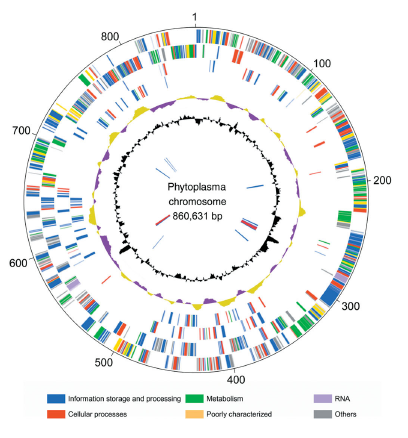 1
100
200
300
400
500
600
700
800
Phytoplasma
chromosome
860,631 bp
Information storage and processing Metabolism RNA
Cellular processes Poorly characterized Others